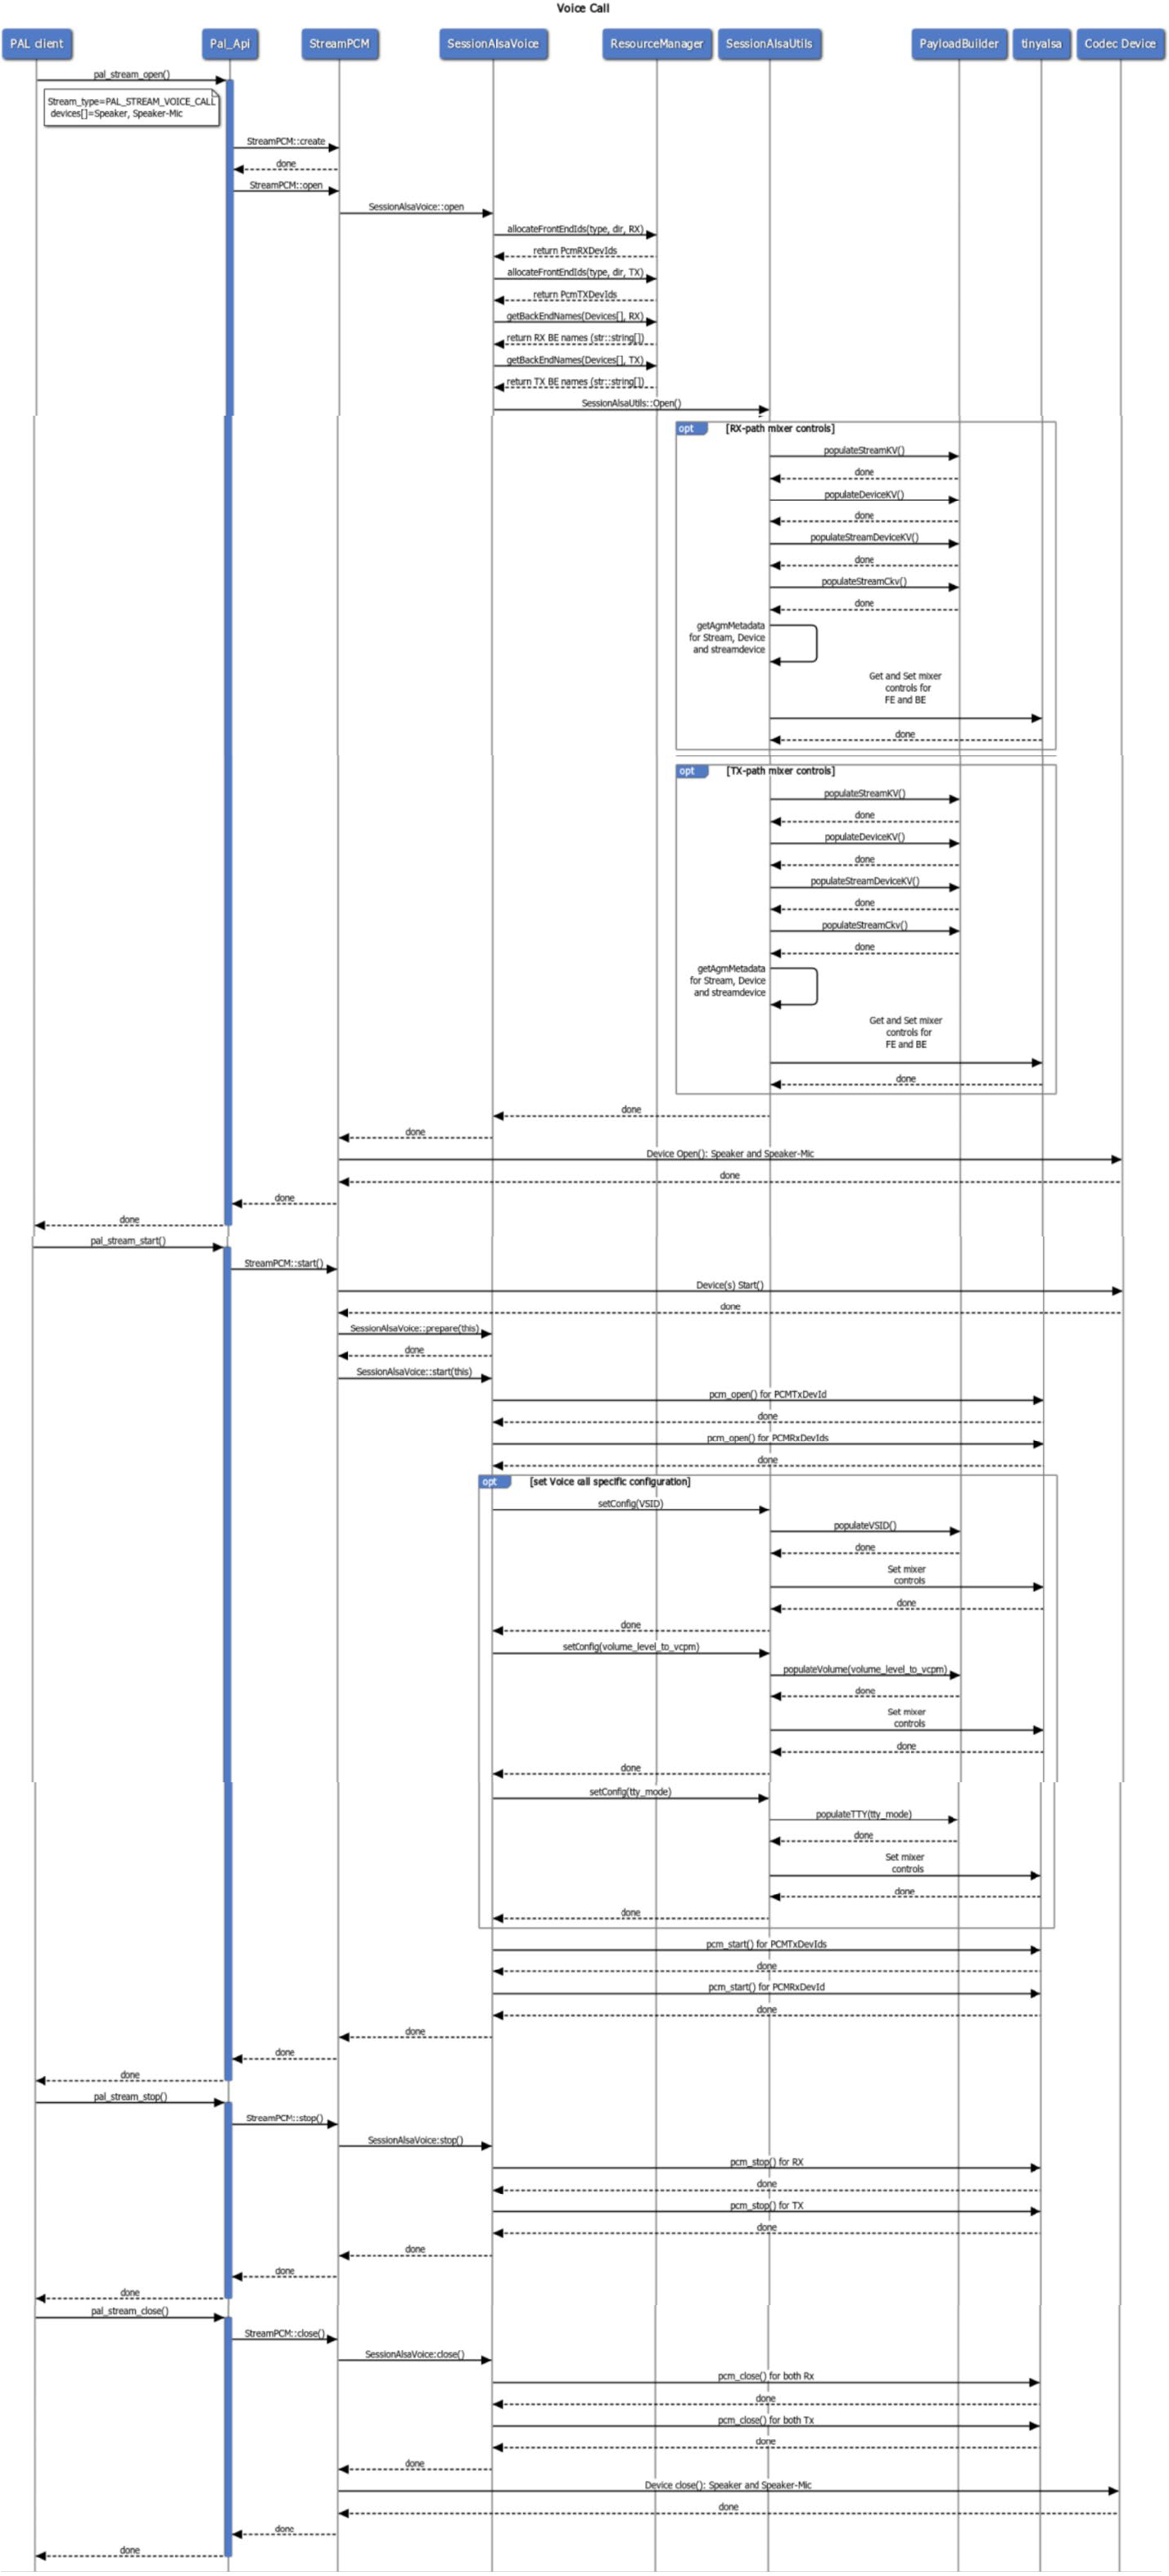 Voice Call
PAL client
Pal_Api
StreamPCM
SessionAlsaVoice
ResourceManager
SessionAlsaUtils
PayloadBuilder
tinyalsa
Codec Device
pal_stream_open()
Stream_type=PAL_STREAM_VOICE_CALL
devices[]=Speaker, Speaker-Mic
StreamPCM::create
done
StreamPCM::open
SessionAlsaVoice::open
allocateFrontEndIds(type, dir, RX)
return PcmRXDevIds
allocateFrontEndIds(type, dir, TX)
return PcmTXDevIds
getBackEndNames(Devices[], RX)
return RX BE names (str::string[])
getBackEndNames(Devices[], TX)
return TX BE names (str::string[])
SessionAlsaUtils::Open()
opt
[RX-path mixer controls]
populateStreamKV()
done
populateDeviceKV()
done
populateStreamDeviceKV()
done
populateStreamCkv()
done
getAgmMetadata
for Stream, Device
and streamdevice
Get and Set mixer
controls for
FE and BE
done
opt
[TX-path mixer controls]
populateStreamKV()
done
populateDeviceKV()
done
populateStreamDeviceKV()
done
populateStreamCkv()
done
getAgmMetadata
for Stream, Device
and streamdevice
Get and Set mixer
controls for
FE and BE
done
done
done
Device Open(): Speaker and Speaker-Mic
done
done
done
pal_stream_start()
StreamPCM::start()
Device(s) Start()
done
SessionAlsaVoice::prepare(this)
done
SessionAlsaVoice::start(this)
pcm_open() for PCMTxDevId
done
pcm_open() for PCMRxDevIds
done
opt
[set Voice call specific configuration]
setConfig(VSID)
populateVSID()
done
Set mixer
controls
done
done
setConfig(volume_level_to_vcpm)
populateVolume(volume_level_to_vcpm)
done
Set mixer
controls
done
done
setConfig(tty_mode)
populateTTY(tty_mode)
done
Set mixer
controls
done
done
pcm_start() for PCMTxDevIds
done
pcm_start() for PCMRxDevId
done
done
done
done
pal_stream_stop()
StreamPCM::stop()
SessionAlsaVoice:stop()
pcm_stop() for RX
done
pcm_stop() for TX
done
done
done
done
pal_stream_close()
StreamPCM::close()
SessionAlsaVoice:close()
pcm_close() for both Rx
done
pcm_close() for both Tx
done
done
Device close(): Speaker and Speaker-Mic
done
done
done